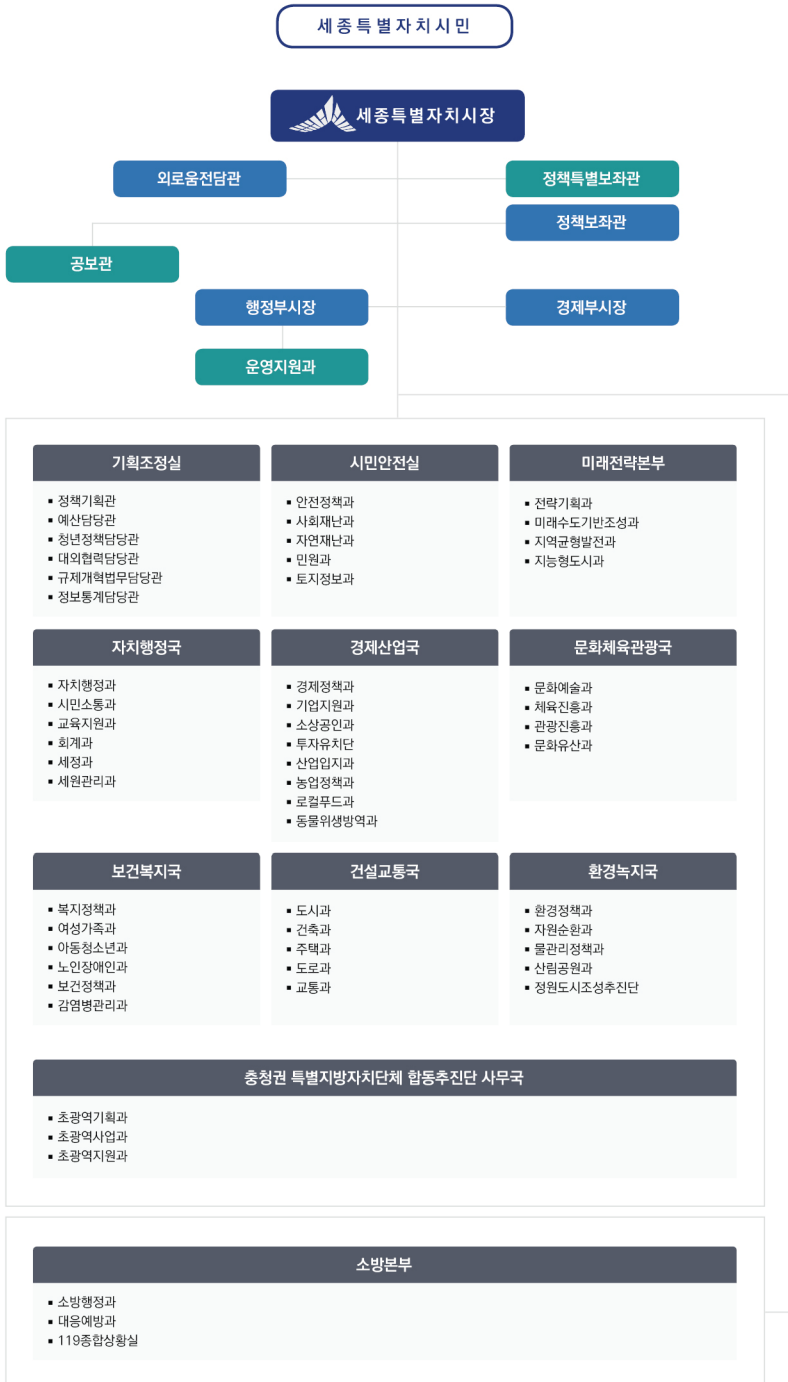 세종특별자치시민
세종특별자치시장
외로움전담관
정책특별보좌관
정책보좌관
공보관
행정부시장
경제부시장
운영지원과
기획조정실
▪ 정책기획관
▪ 예산담당관
▪ 청년정책담당관
▪ 대외협력담당관
▪ 규제개혁법무담당관
▪ 정보통계담당관
시민안전실
▪ 안전정책과
▪ 사회재난과
▪ 자연재난과
▪ 민원과
▪ 토지정보과
미래전략본부
▪ 전략기획과
▪ 미래수도기반조성과
▪ 지역균형발전과
▪ 지능형도시과
자치행정국
▪ 자치행정과
▪ 시민소통과
▪ 교육지원과
▪ 회계과
▪ 세정과
▪ 세원관리과
경제산업국
▪ 경제정책과
▪ 기업지원과
▪ 소상공인과
▪ 투자유치단
▪ 산업입지과
▪ 농업정책과
▪ 로컬푸드과
▪ 동물위생방역과
문화체육관광국
▪ 문화예술과
▪ 체육진흥과
▪ 관광진흥과
▪ 문화유산과
보건복지국
▪ 복지정책과
▪ 여성가족과
▪ 아동청소년과
▪ 노인장애인과
▪ 보건정책과
▪ 감염병관리과
건설교통국
▪ 도시과
▪ 건축과
▪ 주택과
▪ 도로과
▪ 교통과
환경녹지국
▪ 환경정책과
▪ 자원순환과
▪ 물관리정책과
▪ 산림공원과
▪ 정원도시조성추진단
충청권 특별지방자치단체 합동추진단 사무국
▪ 초광역기획과
▪ 초광역사업과
▪ 초광역지원과
소방본부
▪ 소방행정과
▪ 대응예방과
▪ 119종합상황실